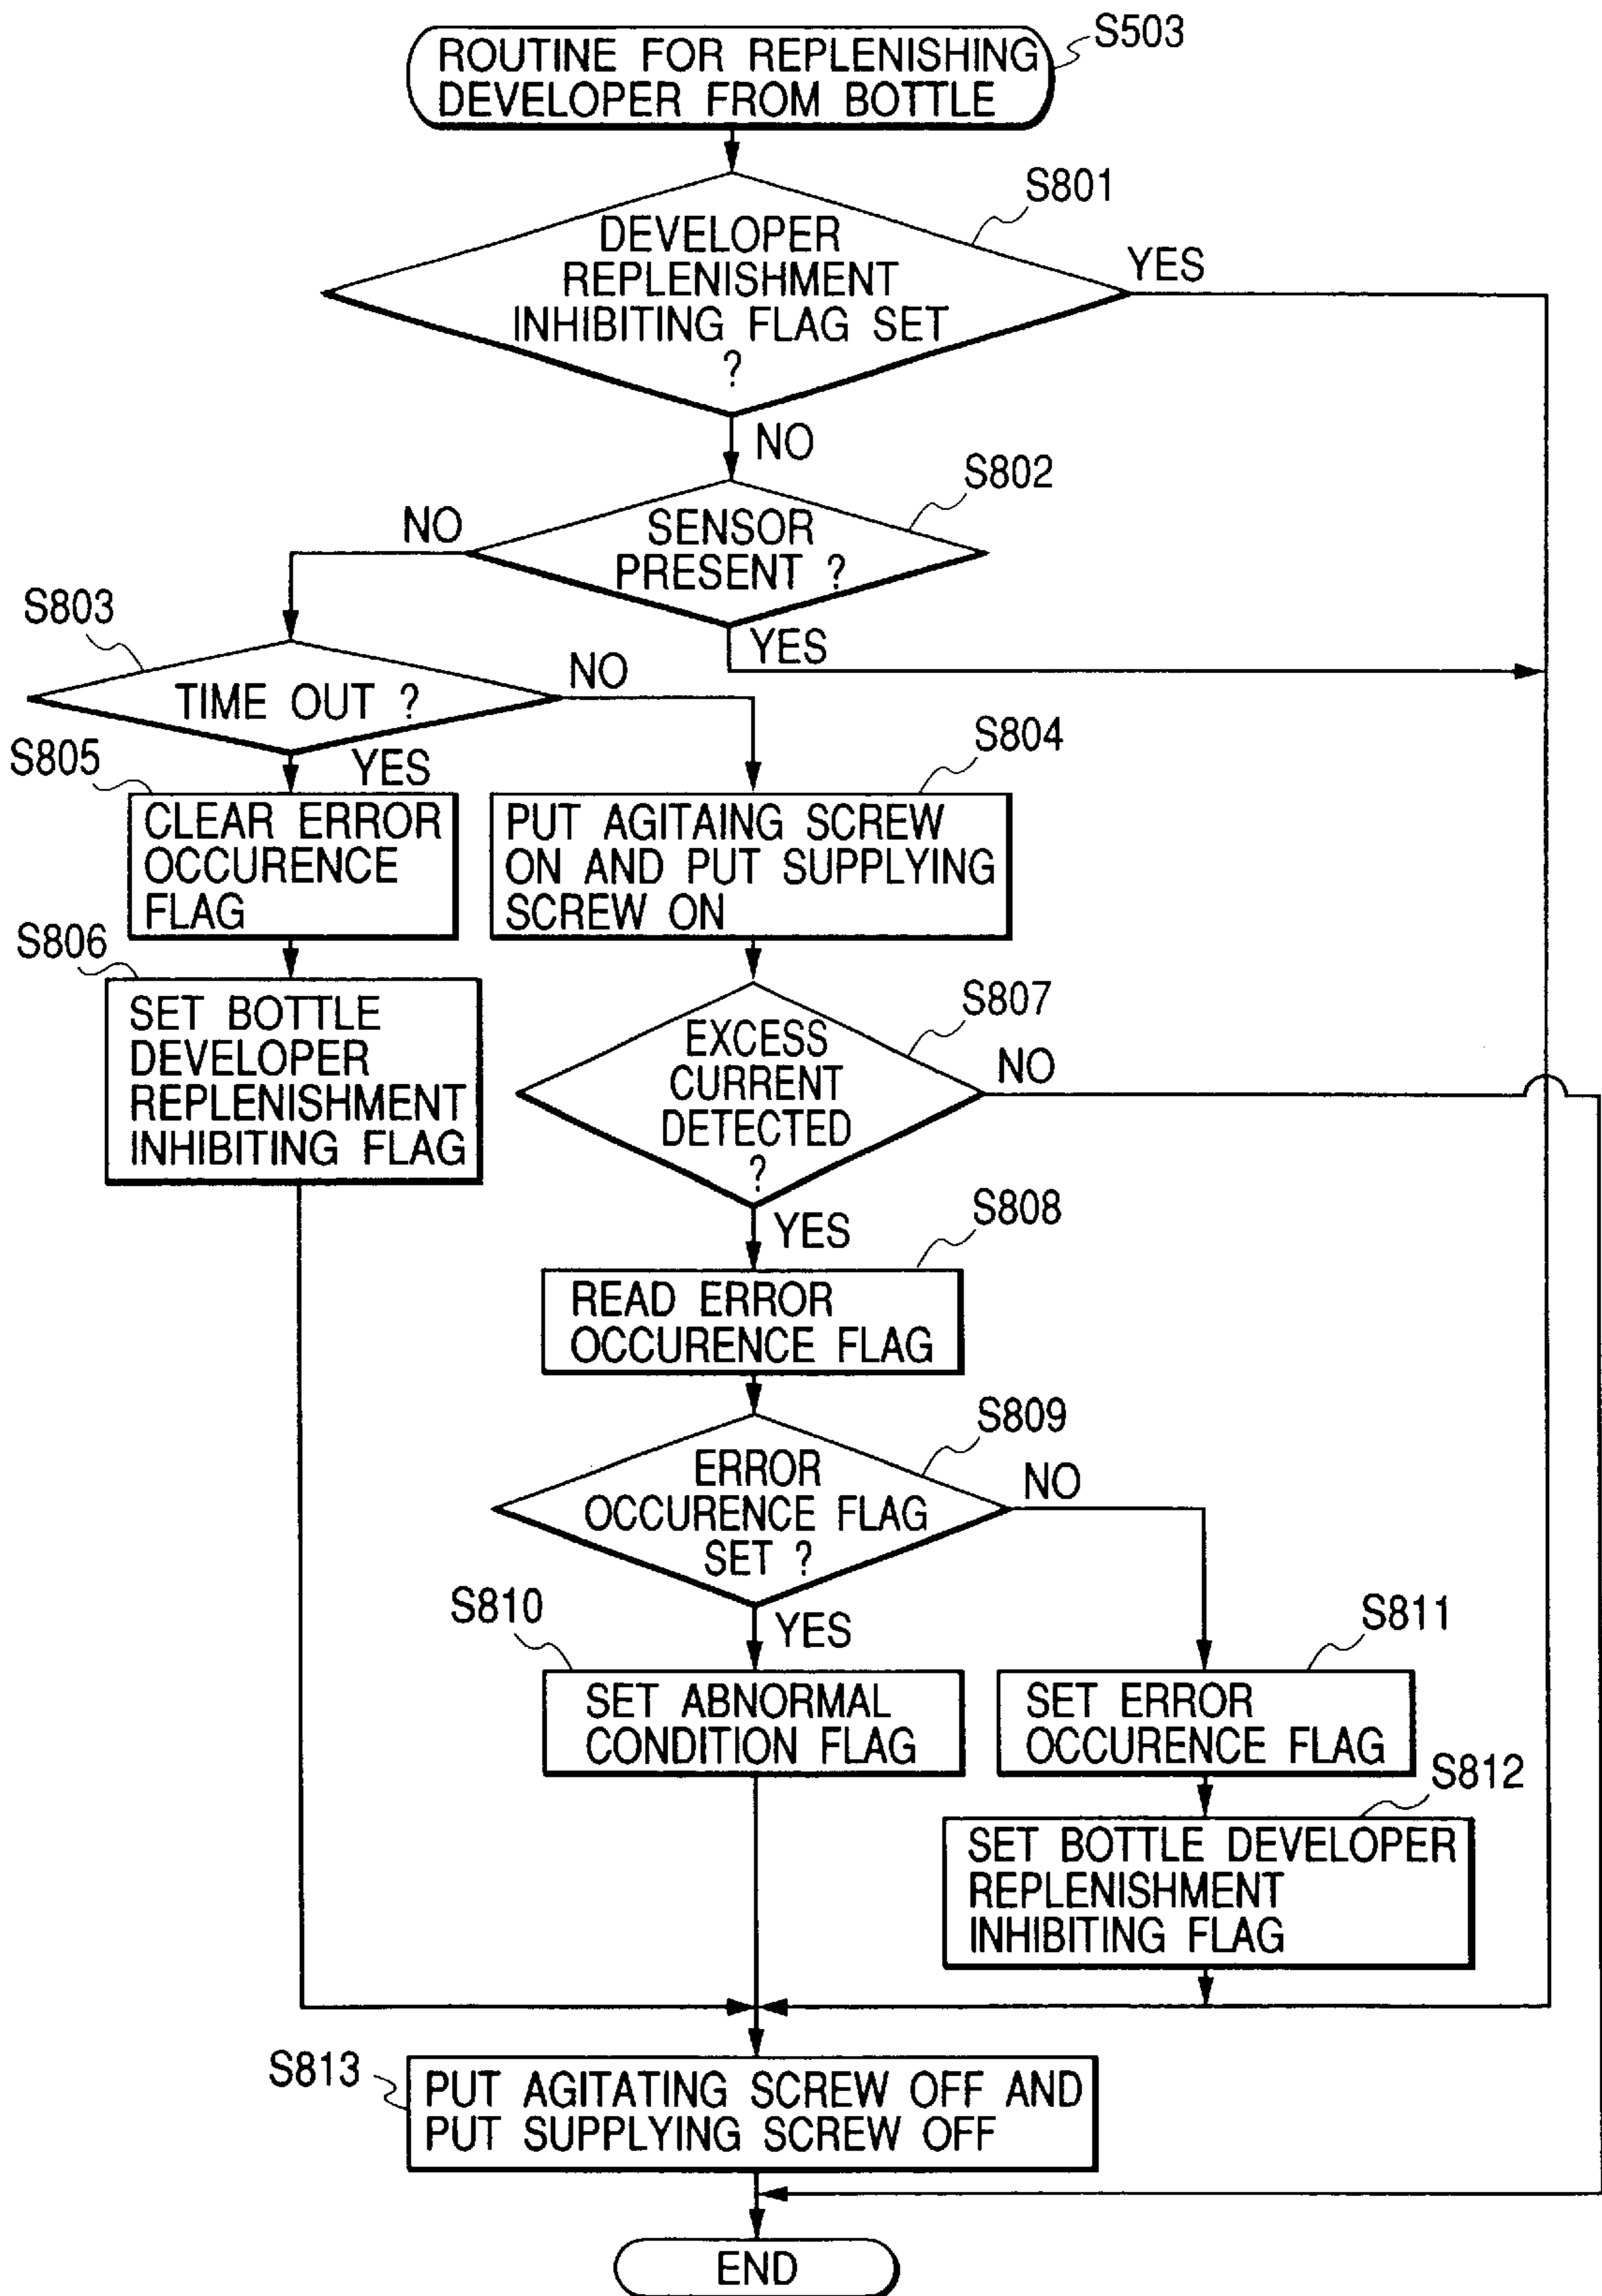 ROUTINE FOR REPLENISHING
DEVELOPER FROM BOTTLE
S503
S801
DEVELOPER
REPLENISHMENT
INHIBITING FLAG SET
?
YES
NO
S802
SENSOR
PRESENT ?
NO
YES
S803
TIME OUT ?
NO
YES
S804
PUT AGITAING SCREW
ON AND PUT SUPPLYING
SCREW ON
S805
CLEAR ERROR
OCCURENCE
FLAG
S806
SET BOTTLE
DEVELOPER
REPLENISHMENT
INHIBITING FLAG
S807
EXCESS
CURRENT
DETECTED
?
NO
YES
S808
READ ERROR
OCCURENCE FLAG
S809
ERROR
OCCURENCE FLAG
SET ?
NO
YES
S810
SET ABNORMAL
CONDITION FLAG
S811
SET ERROR
OCCURENCE FLAG
S812
SET BOTTLE DEVELOPER
REPLENISHMENT
INHIBITING FLAG
S813
PUT AGITATING SCREW OFF AND
PUT SUPPLYING SCREW OFF
END